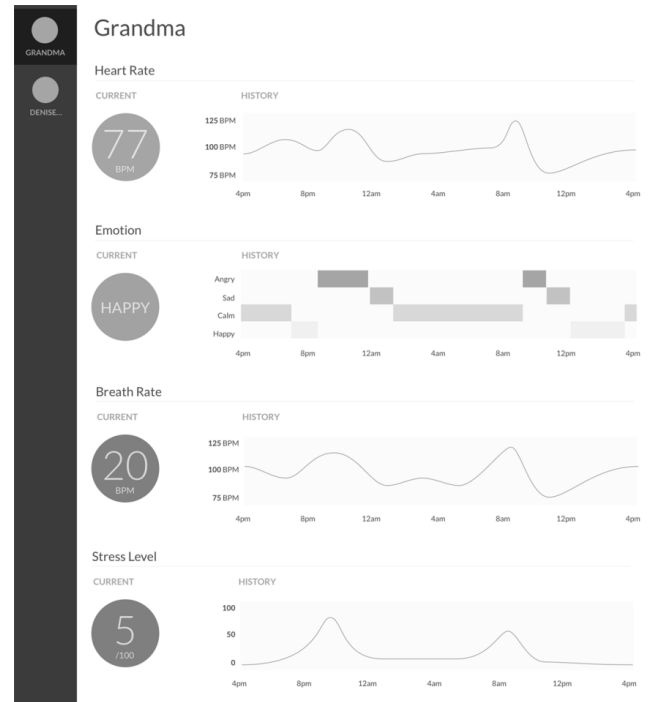 Grandma
GRANDMA
DENISE...
Heart Rate
CURRENT
HISTORY
77
BPM
125 BPM
100 BPM
75 BPM
4pm 8pm 12am 4am 8am 12pm 4pm
Emotion
CURRENT
HISTORY
HAPPY
Angry
Sad
Calm
Happy
4pm 8pm 12am 4am 8am 12pm 4pm
Breath Rate
CURRENT
HISTORY
20
BPM
125 BPM
100 BPM
75 BPM
4pm 8pm 12am 4am 8am 12pm 4pm
Stress Level
CURRENT
HISTORY
5
/100
100
50
0
4pm 8pm 12am 4am 8am 12pm 4pm